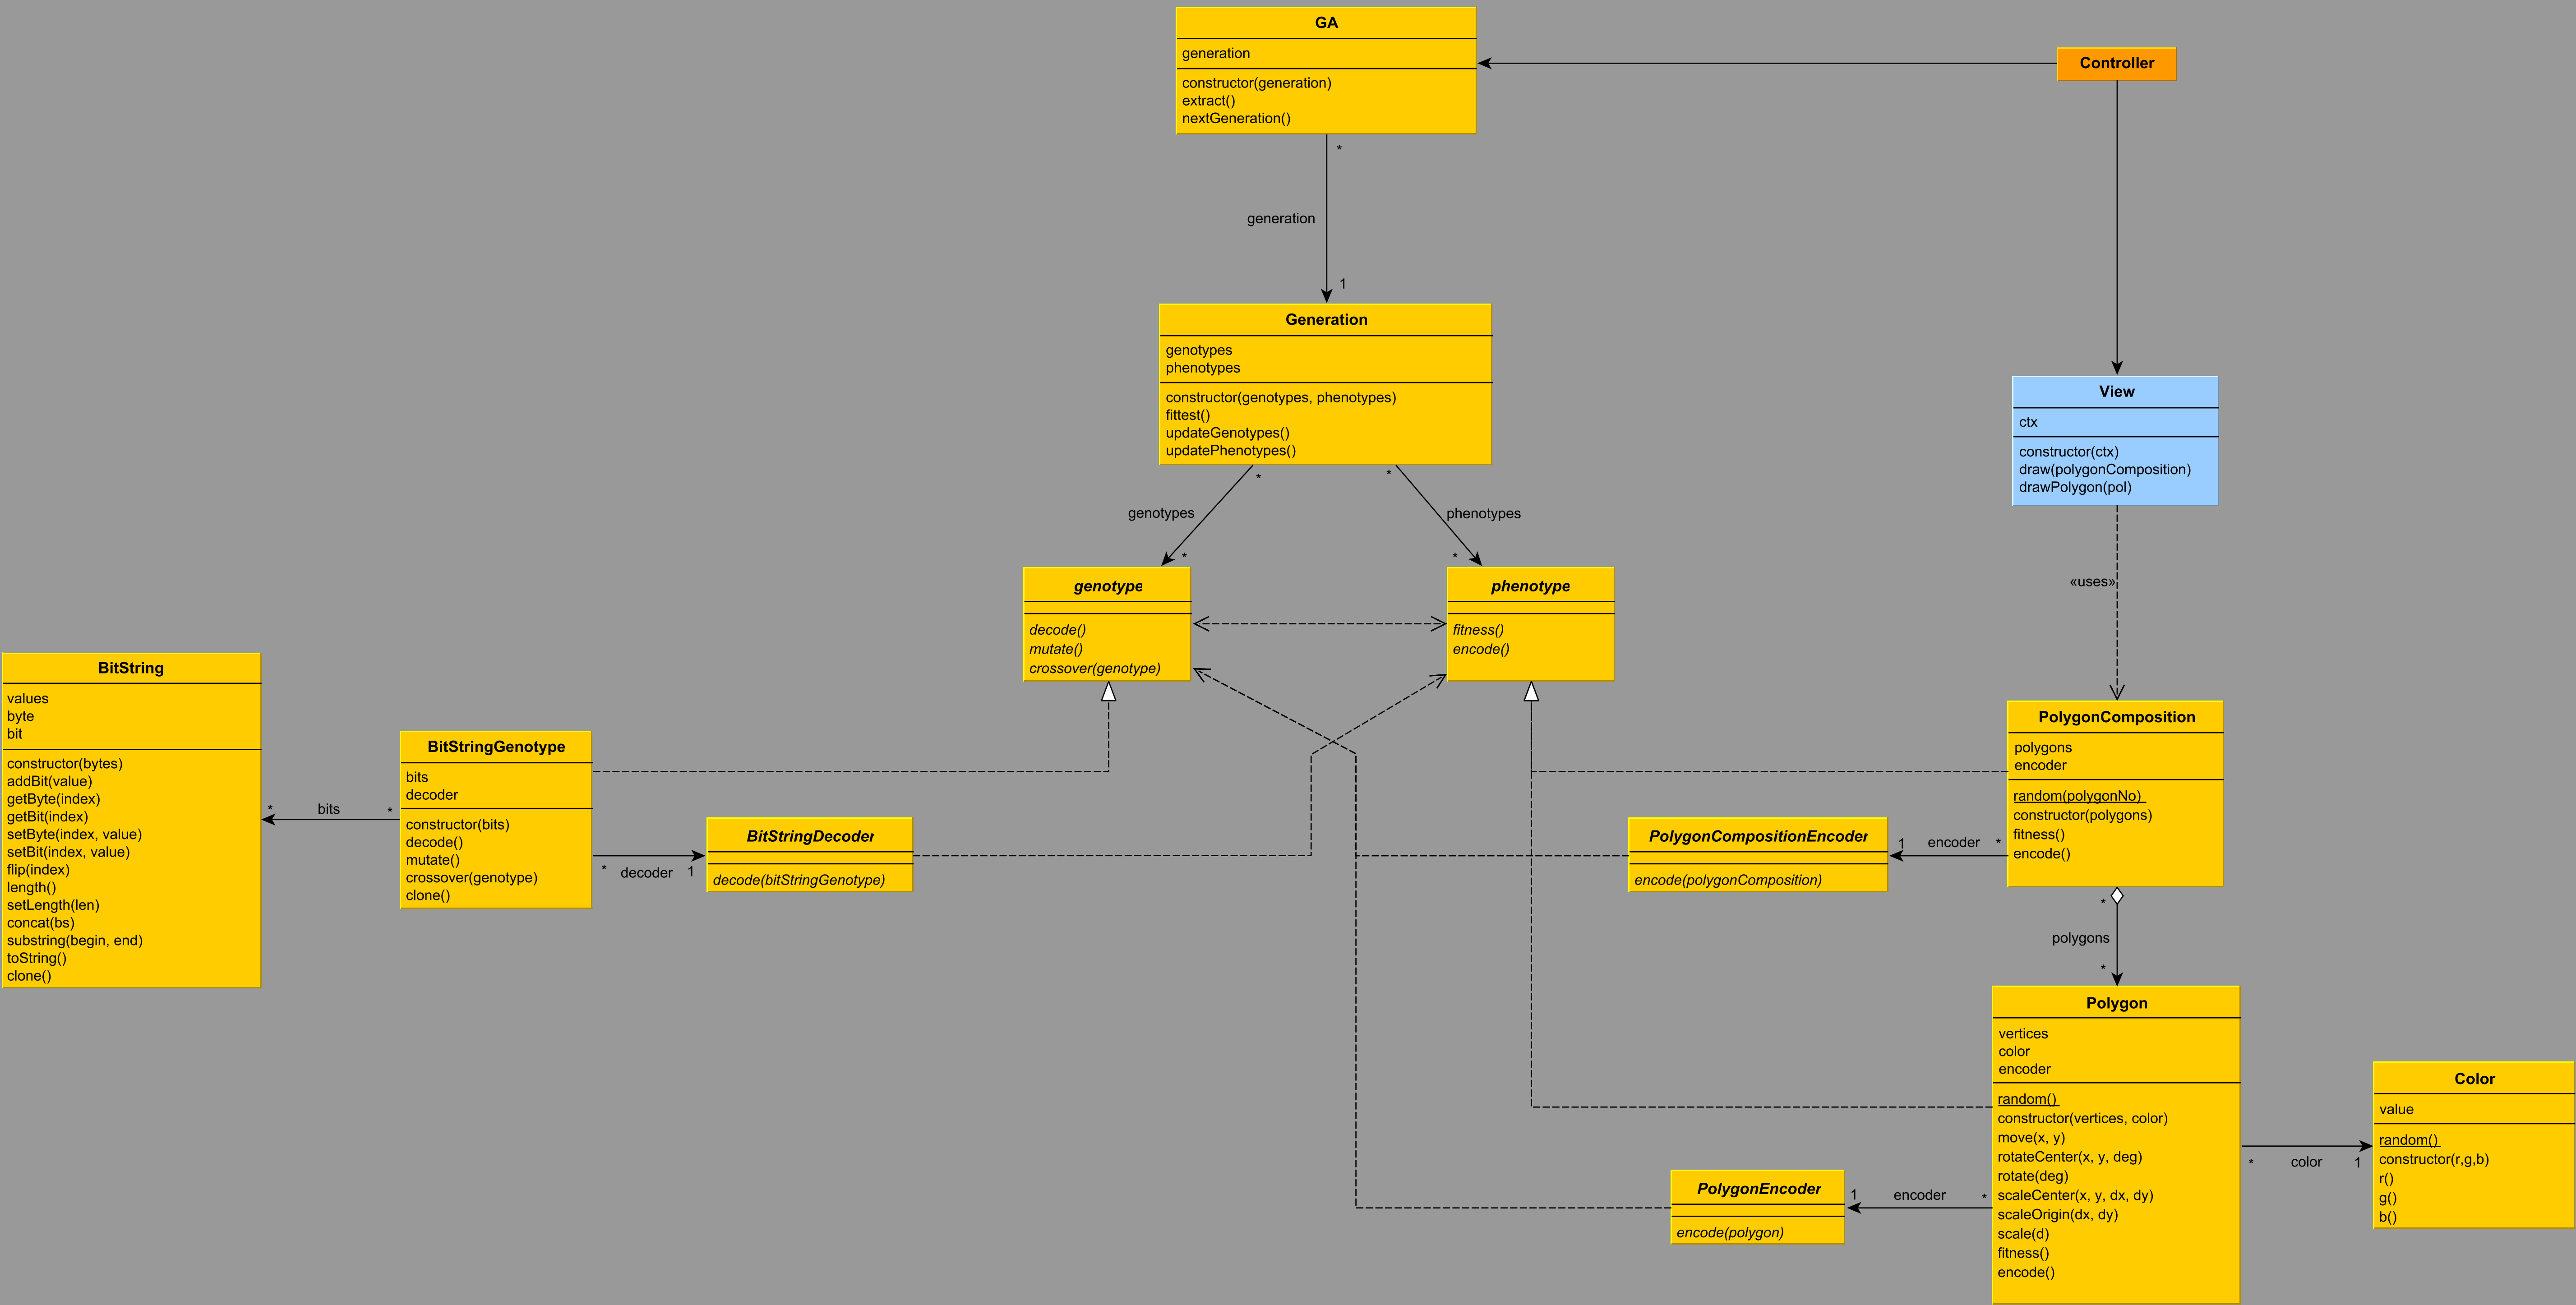 GA
generation
constructor(generation)
extract()
nextGeneration()
Controller
*
generation
1
Generation
genotypes
phenotypes
constructor(genotypes, phenotypes)
fittest()
updateGenotypes()
updatePhenotypes()
View
ctx
constructor(ctx)
draw(polygonComposition)
drawPolygon(pol)
*
*
genotypes
phenotypes
*
*
genotype
decode()
mutate()
crossover(genotype)
phenotype
fitness()
encode()
«uses»
BitString
values
byte
bit
constructor(bytes)
addBit(value)
getByte(index)
getBit(index)
setByte(index, value)
setBit(index, value)
flip(index)
length()
setLength(len)
concat(bs)
substring(begin, end)
toString()
clone()
* bits *
BitStringGenotype
bits
decoder
constructor(bits)
decode()
mutate()
crossover(genotype)
clone()
* decoder 1
BitStringDecoder
decode(bitStringGenotype)
PolygonCompositionEncoder
encode(polygonComposition)
1 encoder *
PolygonComposition
polygons
encoder
random(polygonNo)
constructor(polygons)
fitness()
encode()
*
polygons
*
Polygon
vertices
color
encoder
random()
constructor(vertices, color)
move(x, y)
rotateCenter(x, y, deg)
rotate(deg)
scaleCenter(x, y, dx, dy)
scaleOrigin(dx, dy)
scale(d)
fitness()
encode()
PolygonEncoder
encode(polygon)
1 encoder *
* color 1
Color
value
random()
constructor(r,g,b)
r()
g()
b()